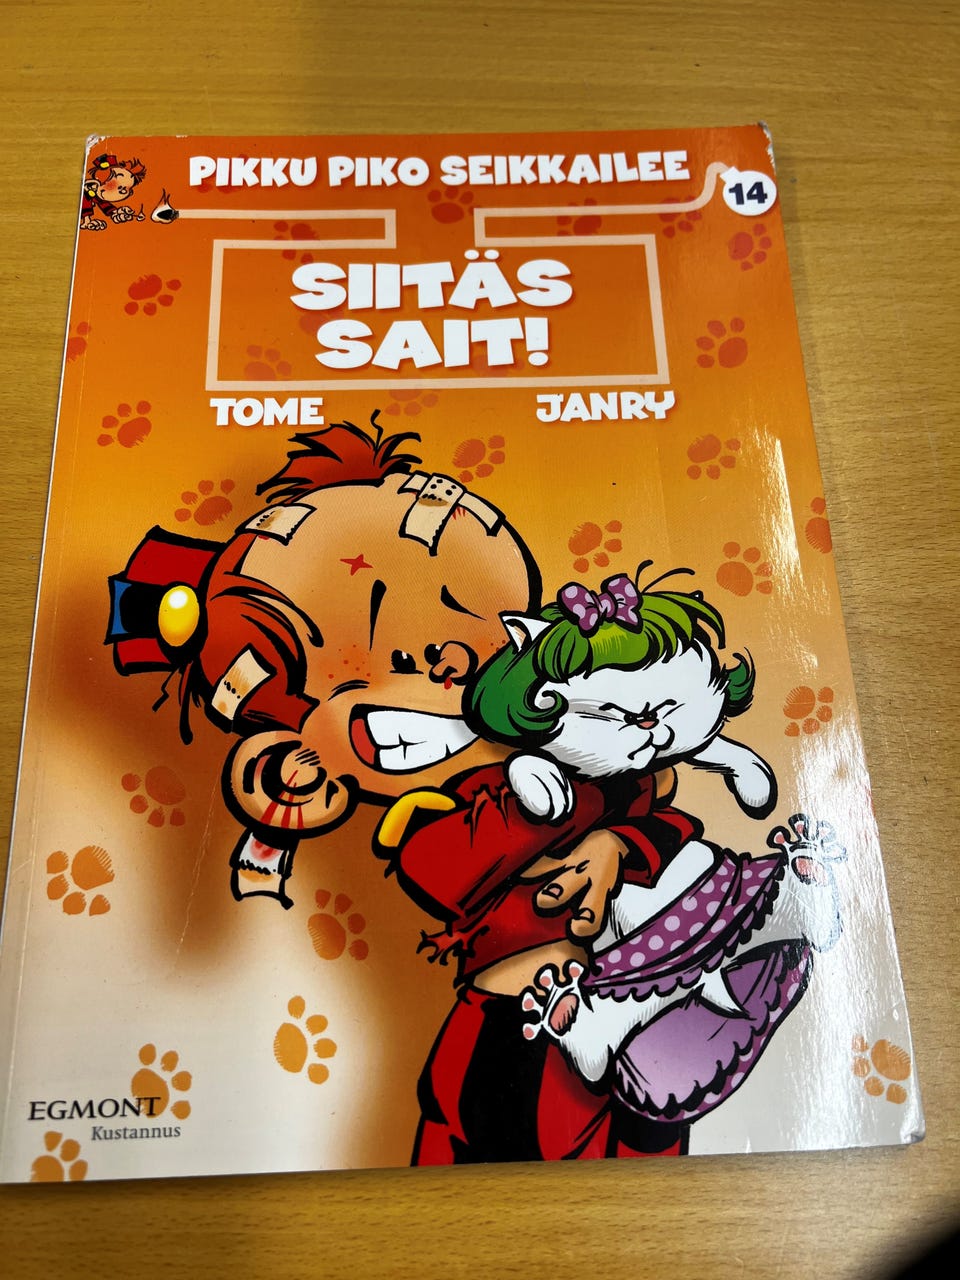 PIKKU PIKO SEIKKAILEE
14
SIITÄS
SAIT!
TOME JANRY
EGMONT
Kustannus